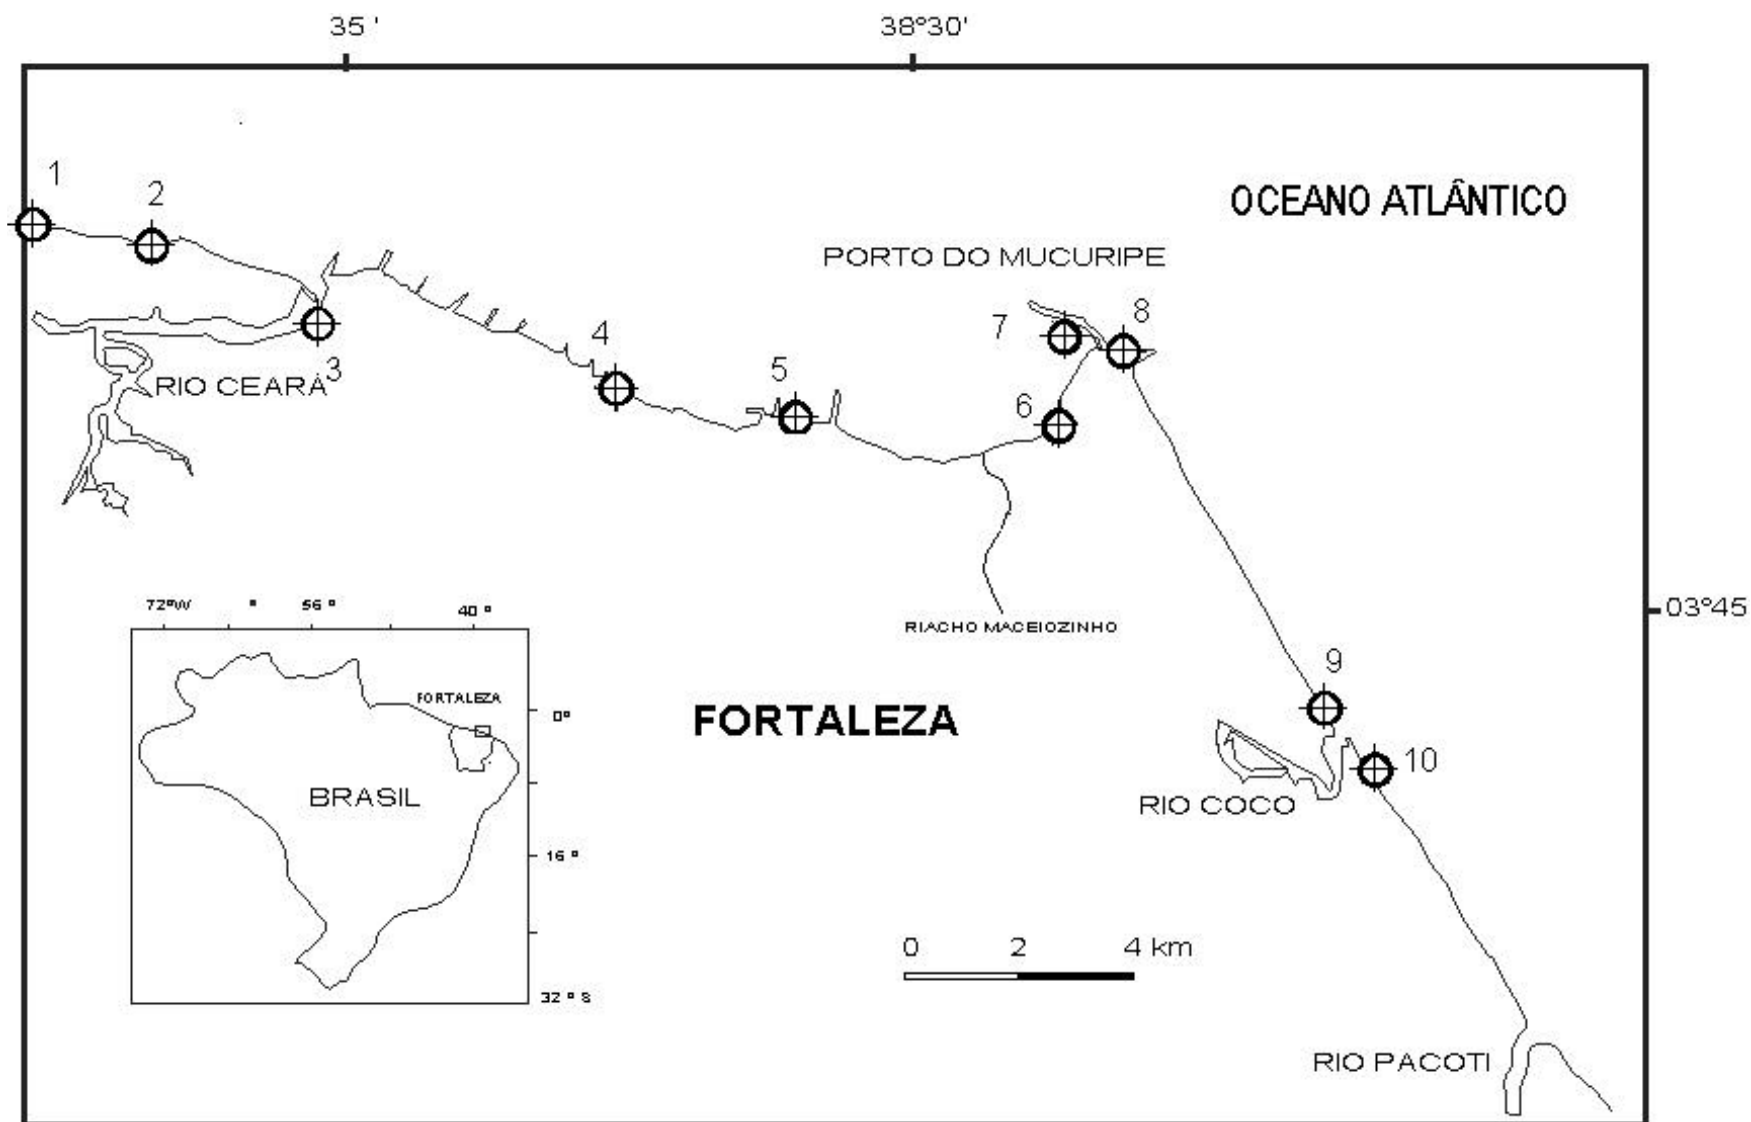 35 '
38°30'
1
2
OCEANO ATLÂNTICO
PORTO DO MUCURIPE
7
8
4
3
5
6
RIO CEARÁ
03°45
RIACHO MACEIOZINHO
72°W
°
56 °
40 °
FORTALEZA
0°
BRASIL
16 °
32 ° S
FORTALEZA
9
10
RIO COCO
0 2 4 km
RIO PACOTI